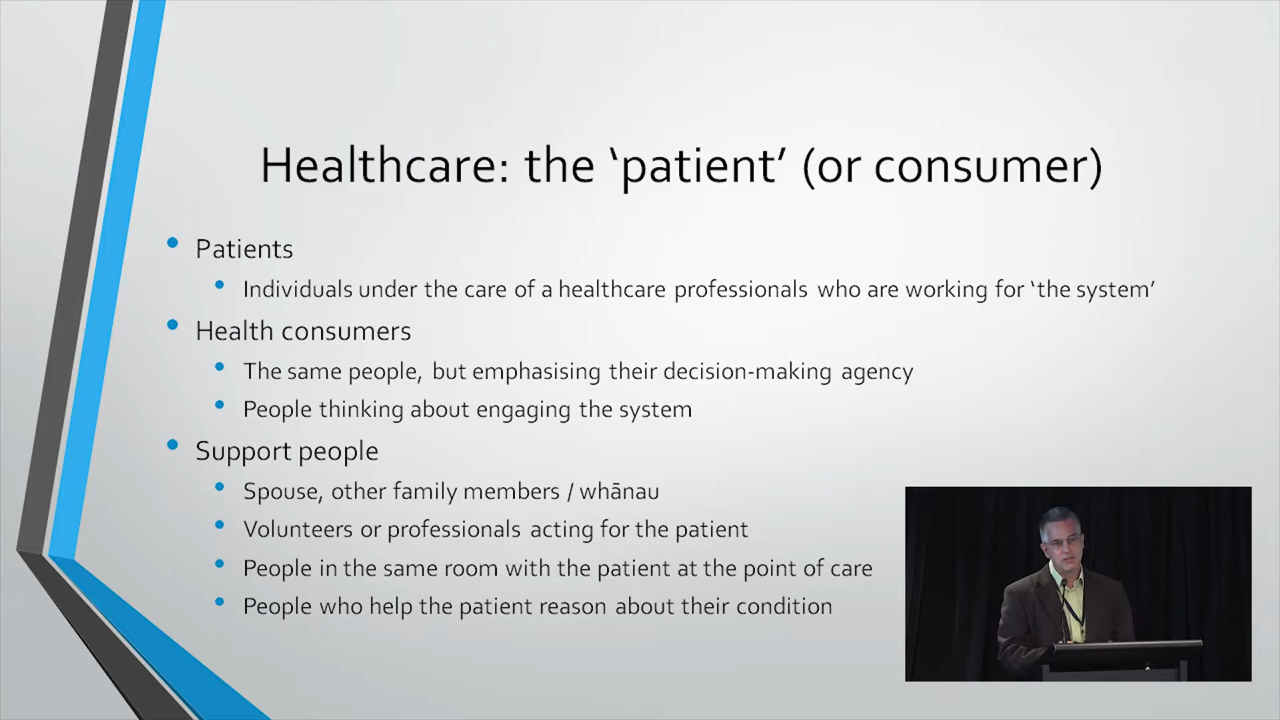 Healthcare: the ‘patient’ (or consumer)
• Patients
• Individuals under the care of a healthcare professionals who are working for ‘the system’
• Health consumers
• The same people, but emphasising their decision-making agency
• People thinking about engaging the system
• Support people
• Spouse, other family members / whānau
• Volunteers or professionals acting for the patient
• People in the same room with the patient at the point of care
• People who help the patient reason about their condition